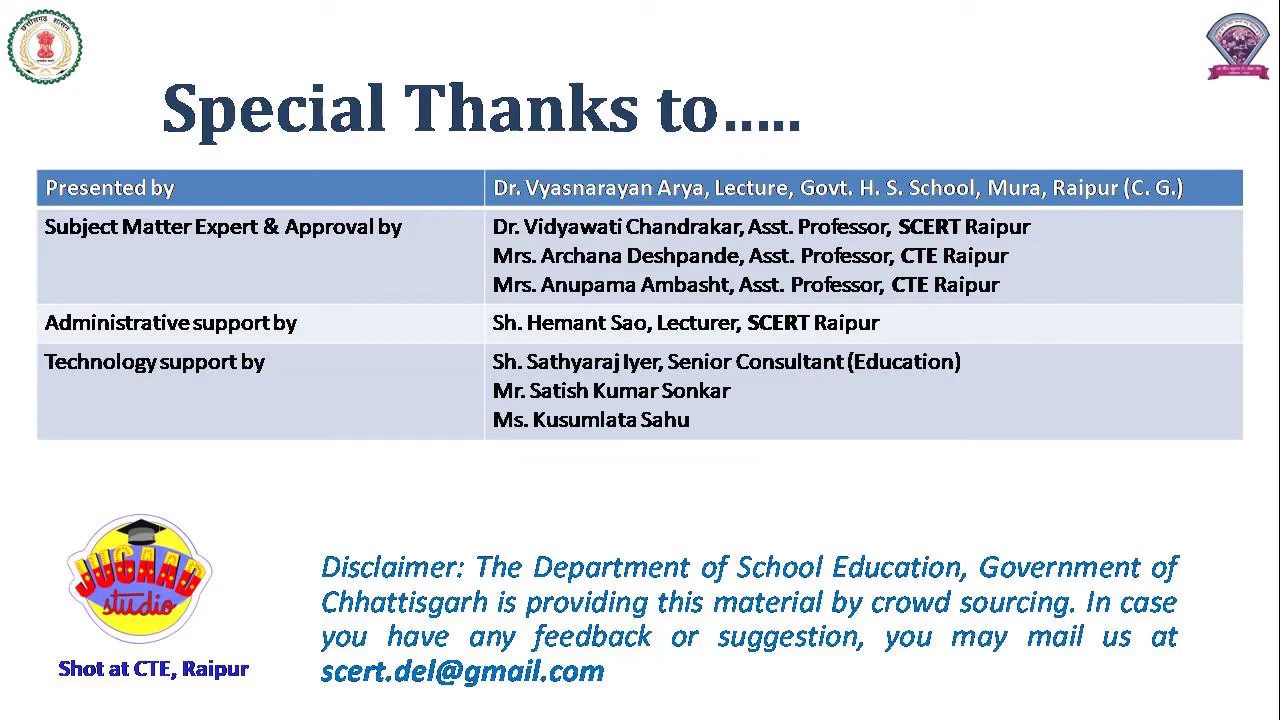 छत्तीसगढ़ शासन
Special Thanks to.....
Presented by
Dr. Vyasnarayan Arya, Lecture, Govt. H. S. School, Mura, Raipur (C. G.)
Subject Matter Expert & Approval by
Dr. Vidyawati Chandrakar, Asst. Professor, SCERT Raipur
Mrs. Archana Deshpande, Asst. Professor, CTE Raipur
Mrs. Anupama Ambasht, Asst. Professor, CTE Raipur
Administrative support by
Sh. Hemant Sao, Lecturer, SCERT Raipur
Technology support by
Sh. Sathyaraj Iyer, Senior Consultant (Education)
Mr. Satish Kumar Sonkar
Ms. Kusumlata Sahu
JUGAAD
studio
Shot at CTE, Raipur
Disclaimer: The Department of School Education, Government of
Chhattisgarh is providing this material by crowd sourcing. In case
you have any feedback or suggestion, you may mail us at
scert.del@gmail.com